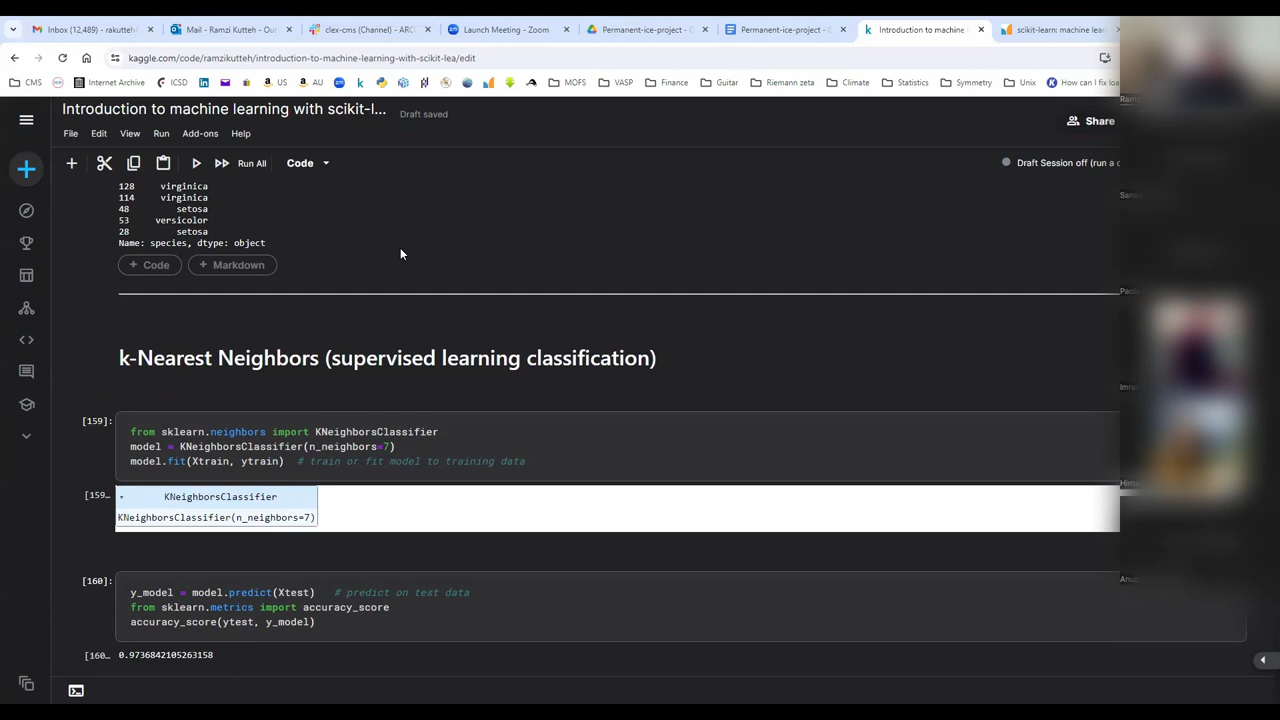 Inbox (12,489) - rakutteh
Mail - Ramzi Kutteh - Out
clex-cms (Channel) - ARC
Launch Meeting - Zoom
Permanent-ice-project - G
Permanent-ice-project - G
Introduction to machine l
scikit-learn: machine lear
kaggle.com/code/ramzikutteh/introduction-to-machine-learning-with-scikit-lea/edit
CMS
Internet Archive
ICSD
US
AU
MOFS
VASP
Finance
Guitar
Riemann zeta
Climate
Statistics
Symmetry
Unix
How can I fix loa
Introduction to machine learning with scikit-l...
Draft saved
Share
File Edit View Run Add-ons Help
Run All
Code
Draft Session off (run a c
128 virginica
114 virginica
48 setosa
53 versicolor
28 setosa
Name: species, dtype: object
+ Code
+ Markdown
k-Nearest Neighbors (supervised learning classification)
[159]:
from sklearn.neighbors import KNeighborsClassifier
model = KNeighborsClassifier(n_neighbors=7)
model.fit(Xtrain, ytrain) # train or fit model to training data
[159…
KNeighborsClassifier
KNeighborsClassifier(n_neighbors=7)
[160]:
y_model = model.predict(Xtest) # predict on test data
from sklearn.metrics import accuracy_score
accuracy_score(ytest, y_model)
[160…
0.9736842105263158